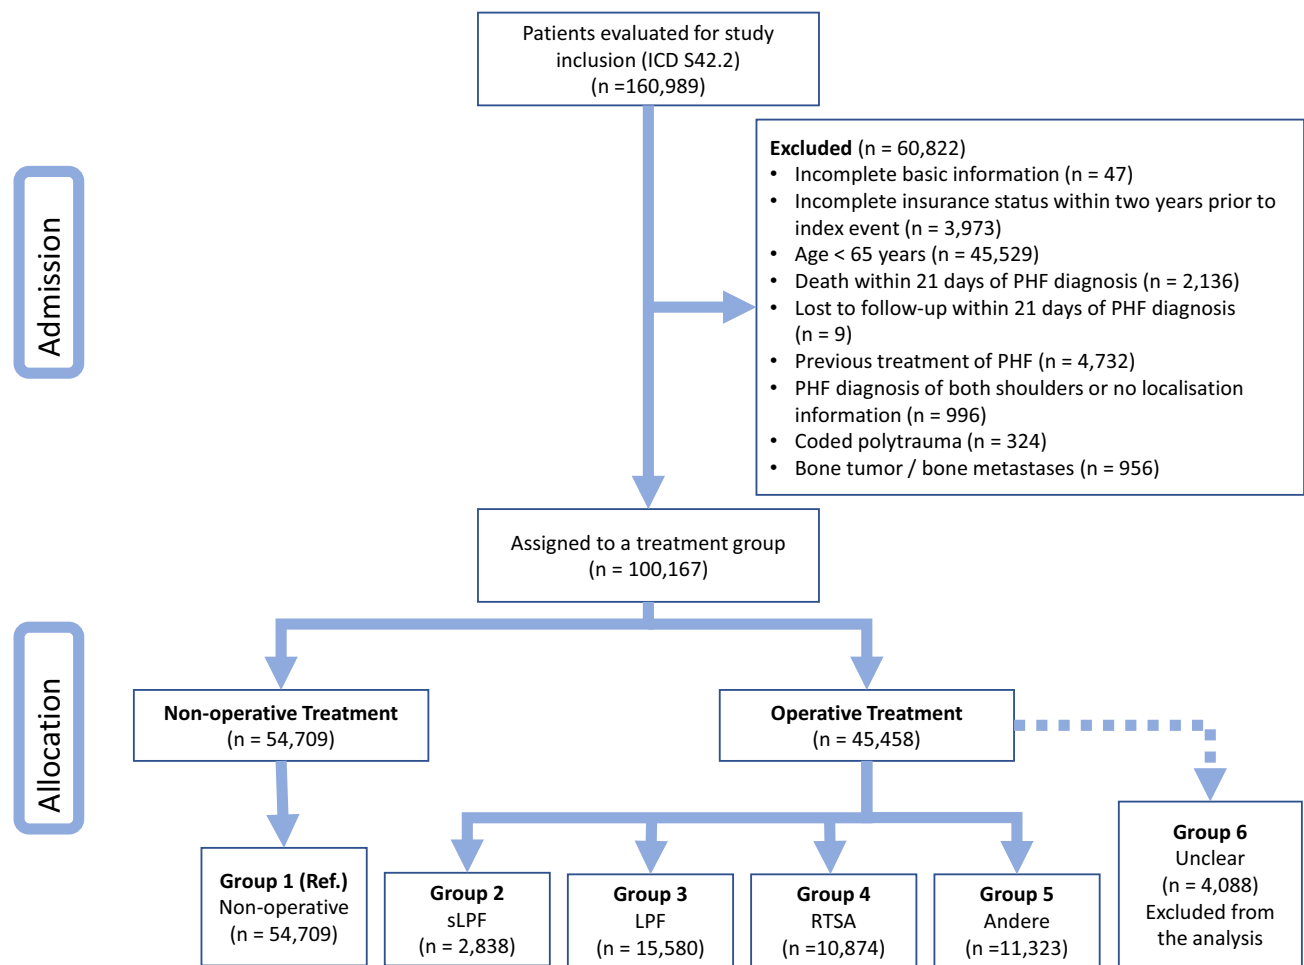 Patients evaluated for study
inclusion (ICD S42.2)
(n =160,989)
Admission
Excluded (n = 60,822)
• Incomplete basic information (n = 47)
• Incomplete insurance status within two years prior to
index event (n = 3,973)
• Age < 65 years (n = 45,529)
• Death within 21 days of PHF diagnosis (n = 2,136)
• Lost to follow-up within 21 days of PHF diagnosis
(n = 9)
• Previous treatment of PHF (n = 4,732)
• PHF diagnosis of both shoulders or no localisation
information (n = 996)
• Coded polytrauma (n = 324)
• Bone tumor / bone metastases (n = 956)
Assigned to a treatment group
(n = 100,167)
Allocation
Non-operative Treatment
(n = 54,709)
Operative Treatment
(n = 45,458)
Group 1 (Ref.)
Non-operative
(n = 54,709)
Group 2
sLPF
(n = 2,838)
Group 3
LPF
(n = 15,580)
Group 4
RTSA
(n =10,874)
Group 5
Andere
(n =11,323)
Group 6
Unclear
(n = 4,088)
Excluded from
the analysis